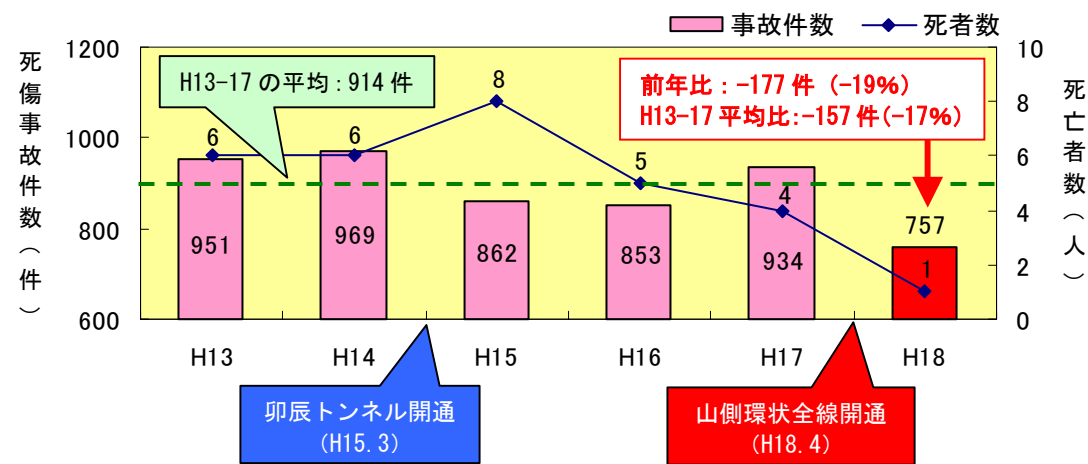 事故件数 死者数
死傷事故件数（件）
死亡者数（人）
1200
1000
800
600
10
8
6
4
2
0
H13-17の平均：914件
前年比：-177件（-19%）
H13-17平均比：-157件（-17%）
6
6
8
5
4
1
951
969
862
853
934
757
H13 H14 H15 H16 H17 H18
卯辰トンネル開通
（H15.3）
山側環状全線開通
（H18.4）